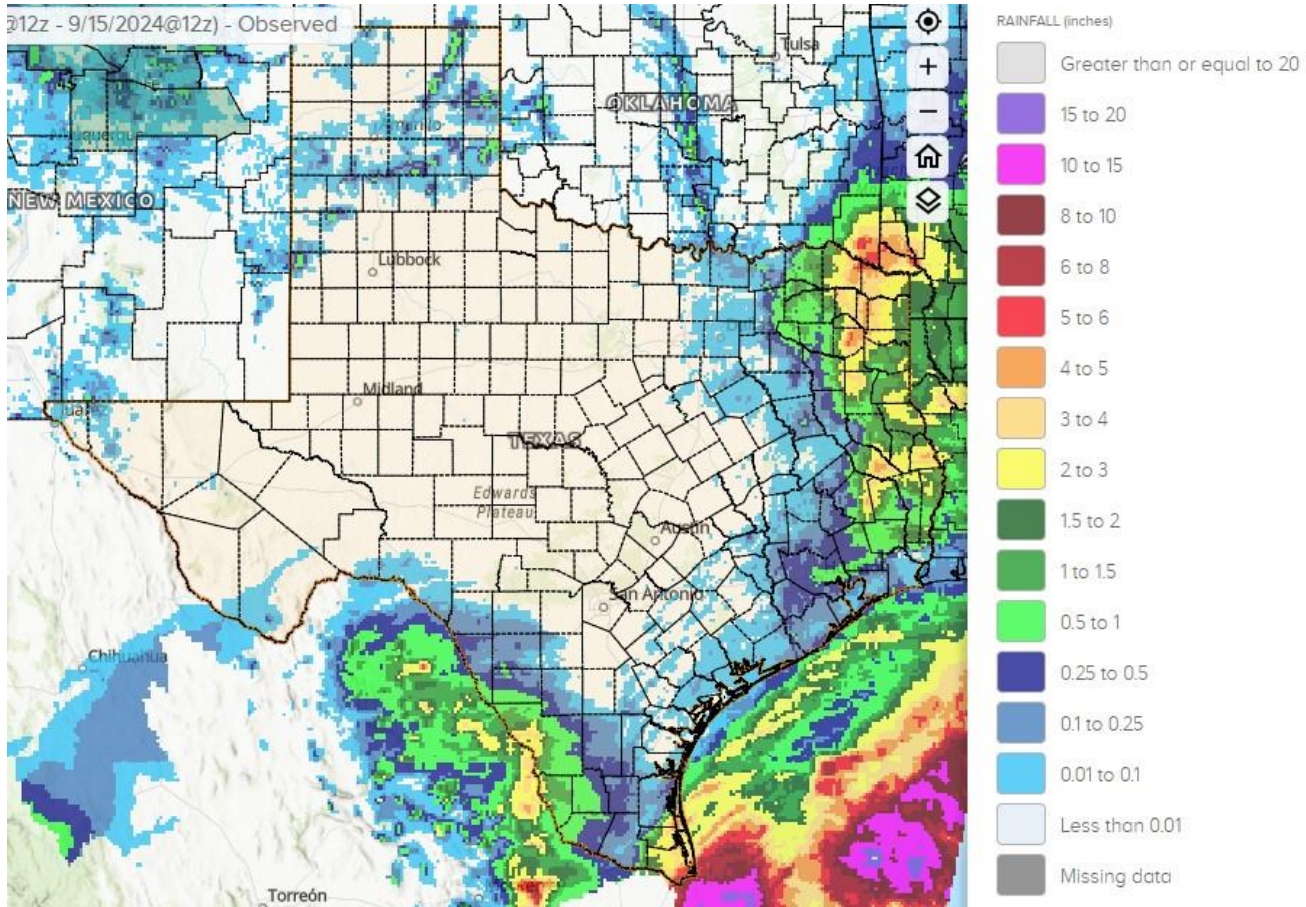 @12z - 9/15/2024@12z) - Observed
RAINFALL (inches)
Greater than or equal to 20
15 to 20
10 to 15
8 to 10
6 to 8
5 to 6
4 to 5
3 to 4
2 to 3
1.5 to 2
1 to 1.5
0.5 to 1
0.25 to 0.5
0.1 to 0.25
0.01 to 0.1
Less than 0.01
Missing data
+
−
Tulsa
OKLAHOMA
Albuquerque
Amarillo
NEW MEXICO
Lubbock
Midland
TEXAS
Edwards
Plateau
Austin
San Antonio
Chihuahua
Torreón